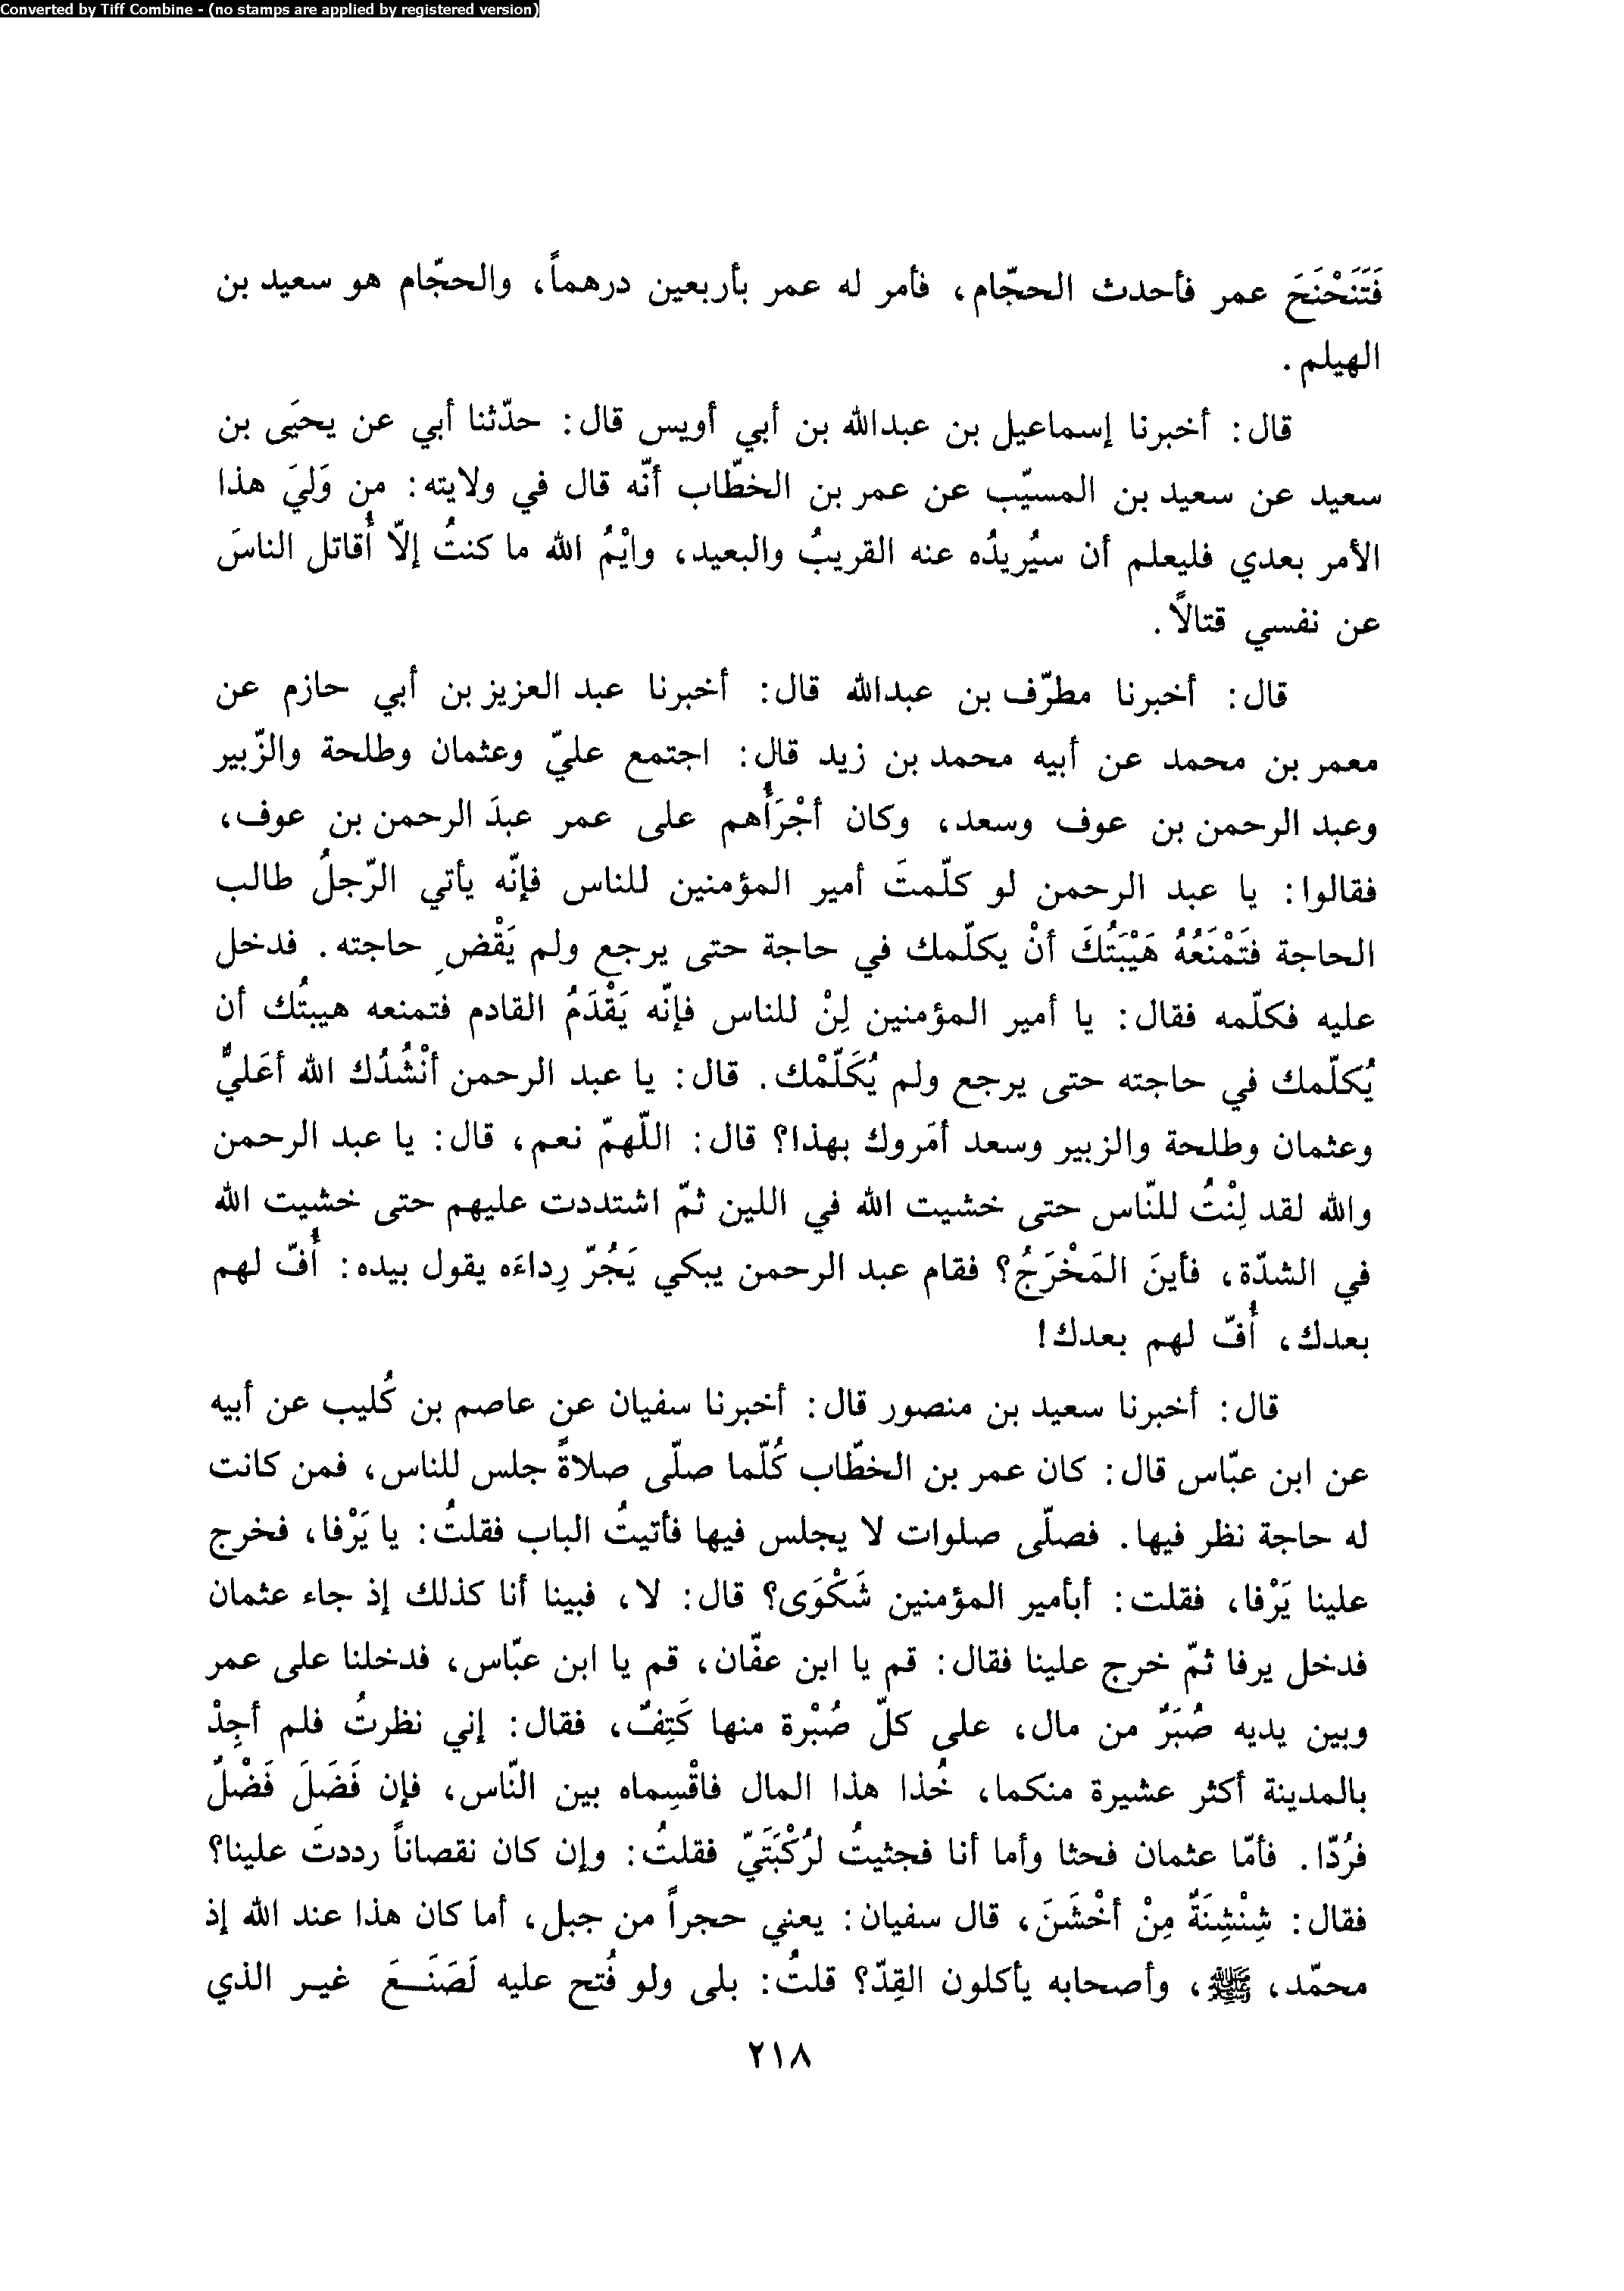 Converted by Tiff Combine - (no stamps are applied by registered version)
فَتَنَحْنَحَ عمر فأحدث الحجّام، فأمر له عمر بأربعين درهماً، والحجّام هو سعيد بن
الهيلم.
قال: أخبرنا إسماعيل بن عبدالله بن أبي أويس قال: حدّثنا أبي عن يحيَى بن
سعيد عن سعيد بن المسيّب عن عمر بن الخطّاب أنّه قال في ولايته: من وَليَ هذا
الأمر بعدي فليعلم أن سيُريدُه عنه القريبُ والبعيد، وايْمُ الله ما كنتُ إلاّ أُقاتل الناسَ
عن نفسي قتالاً.
قال: أخبرنا مطرّف بن عبدالله قال: أخبرنا عبد العزيز بن أبي حازم عن
معمر بن محمد عن أبيه محمد بن زيد قال: اجتمع عليّ وعثمان وطلحة والزّبير
وعبد الرحمن بن عوف وسعد، وكان أجْرَأُهم على عمر عبدَ الرحمن بن عوف،
فقالوا: يا عبد الرحمن لو كلّمتَ أمير المؤمنين للناس فإنّه يأتي الرّجلُ طالب
الحاجة فتَمْنَعُهُ هَيْبَتُكَ أنْ يكلّمك في حاجة حتى يرجع ولم يَقْضِ حاجته. فدخل
عليه فكلّمه فقال: يا أمير المؤمنين لِنْ للناس فإنّه يَقْدَمُ القادم فتمنعه هيبتُك أن
يُكلّمك في حاجته حتى يرجع ولم يُكَلّمْك. قال: يا عبد الرحمن أنْشُدُك الله أعَليٌّ
وعثمان وطلحة والزبير وسعد أمَروك بهذا؟ قال: اللّهمّ نعم، قال: يا عبد الرحمن
والله لقد لِنْتُ للنّاس حتى خشيت الله في اللين ثمّ اشتددت عليهم حتى خشيت الله
في الشدّة، فأينَ المَخْرَجُ؟ فقام عبد الرحمن يبكي يَجُرّ رِداءَه يقول بيده: أُفّ لهم
بعدك، أُفّ لهم بعدك!
قال: أخبرنا سعيد بن منصور قال: أخبرنا سفيان عن عاصم بن كُليب عن أبيه
عن ابن عبّاس قال: كان عمر بن الخطّاب كُلّما صلّى صلاةً جلس للناس، فمن كانت
له حاجة نظر فيها. فصلّى صلوات لا يجلس فيها فأتيتُ الباب فقلتُ: يا يَرْفا، فخرج
علينا يَرْفا، فقلت: أبأمير المؤمنين شَكْوَى؟ قال: لا، فبينا أنا كذلك إذ جاء عثمان
فدخل يرفا ثمّ خرج علينا فقال: قم يا ابن عفّان، قم يا ابن عبّاس، فدخلنا على عمر
وبين يديه صُبَرٌ من مال، على كلّ صُبْرة منها كَتِفٌ، فقال: إني نظرتُ فلم أجِدْ
بالمدينة أكثر عشيرة منكما، خُذا هذا المال فاقْسِماه بين النّاس، فإن فَضَلَ فَضْلٌ
فرُدّا. فأمّا عثمان فحثا وأما أنا فجثيتُ لرُكْبَتَيّ فقلتُ: وإن كان نقصاناً رددتَ علينا؟
فقال: شِنْشِنَةٌ مِنْ أخْشَنَ، قال سفيان: يعني حجراً من جبل، أما كان هذا عند الله إذ
محمّد، ﷺ، وأصحابه يأكلون القِدّ؟ قلتُ: بلى ولو فُتح عليه لَصَنَـعَ غيـر الذي
٢١٨